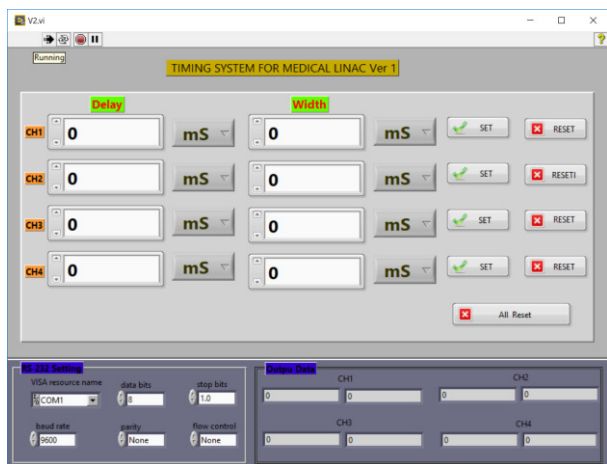 V2.vi
Running
TIMING SYSTEM FOR MEDICAL LINAC Ver 1
Delay Width
CH1 0 mS 0 mS SET RESET
CH2 0 mS 0 mS SET RESETI
CH3 0 mS 0 mS SET RESET
CH4 0 mS 0 mS SET RESET
All Reset
RS-232 Setting
VISA resource name data bits stop bits
COM1 8 1.0
baud rate parity flow control
9600 None None
Outpu Data
CH1 CH2
0 0 0 0
CH3 CH4
0 0 0 0